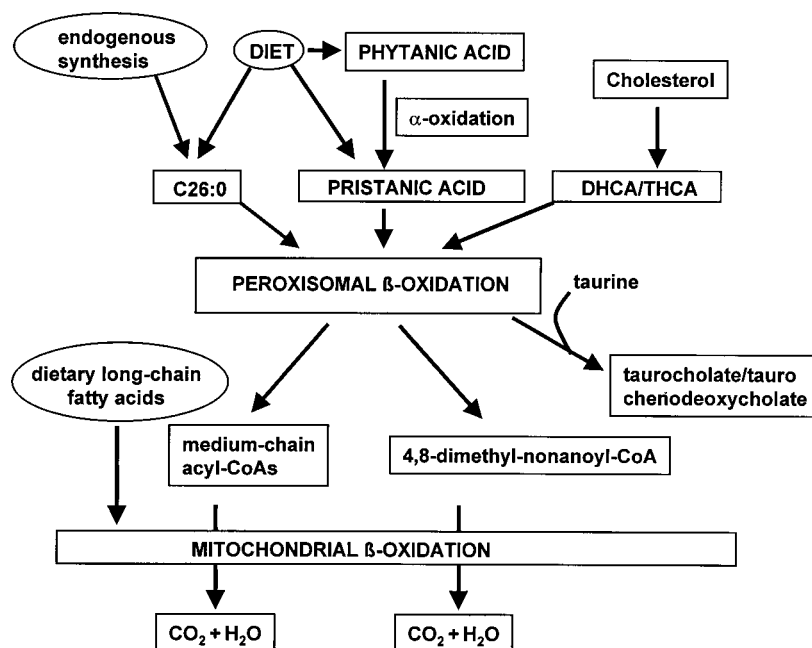 endogenous
synthesis
DIET
PHYTANIC ACID
Cholesterol
α-oxidation
C26:0
PRISTANIC ACID
DHCA/THCA
PEROXISOMAL ß-OXIDATION
taurine
dietary long-chain
fatty acids
taurocholate/tauro
chenodeoxycholate
medium-chain
acyl-CoAs
4,8-dimethyl-nonanoyl-CoA
MITOCHONDRIAL ß-OXIDATION
CO₂ + H₂O
CO₂ + H₂O